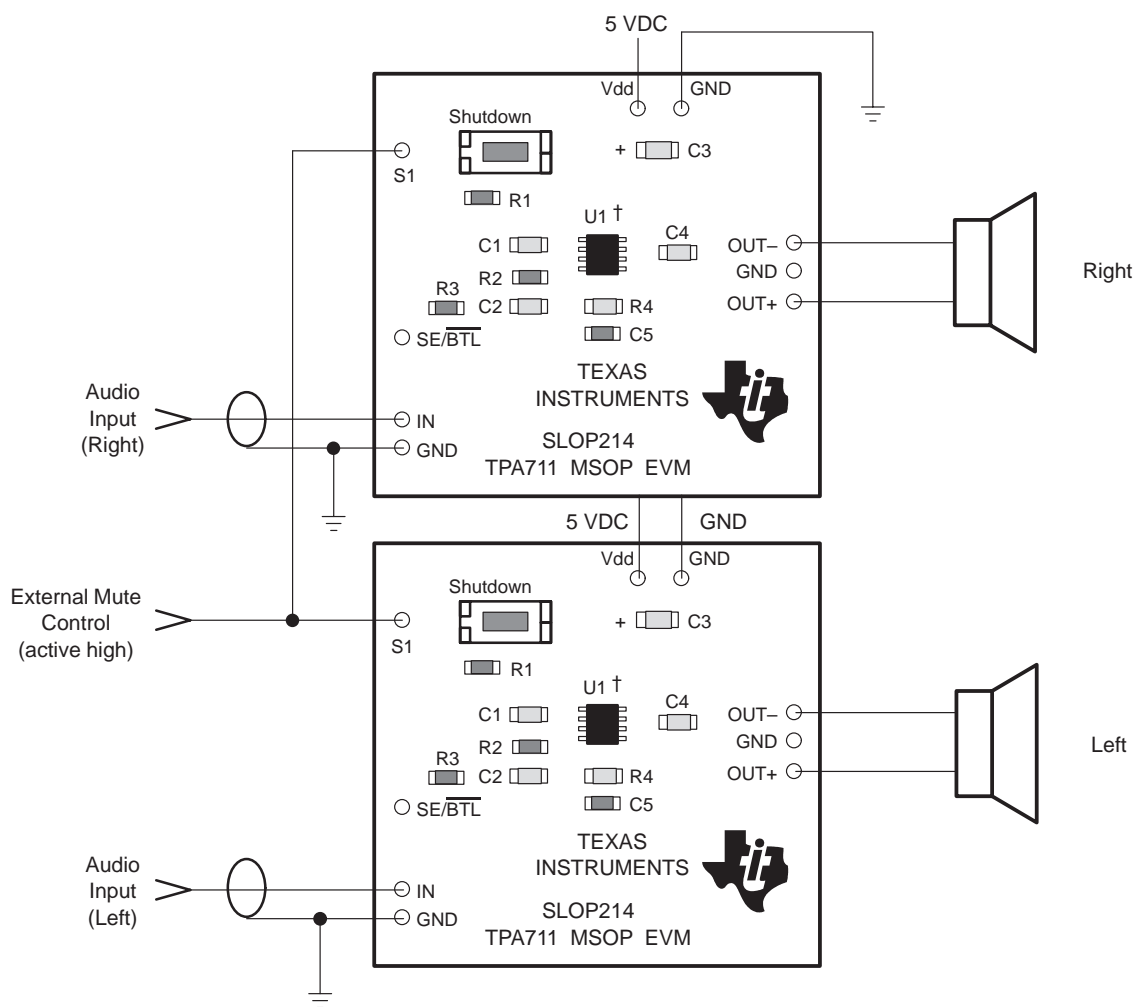 5 VDC
Vdd
GND
Shutdown
+
C3
S1
R1
U1 †
C1
C4
OUT–
R2
GND
Right
R3
C2
R4
OUT+
SE/BTL
C5
TEXAS
INSTRUMENTS
Audio
Input
(Right)
IN
GND
SLOP214
TPA711 MSOP EVM
5 VDC
GND
Vdd
GND
Shutdown
External Mute
Control
(active high)
+
C3
S1
R1
U1 †
C1
C4
OUT–
R2
GND
Left
R3
C2
R4
OUT+
SE/BTL
C5
TEXAS
INSTRUMENTS
Audio
Input
(Left)
IN
GND
SLOP214
TPA711 MSOP EVM